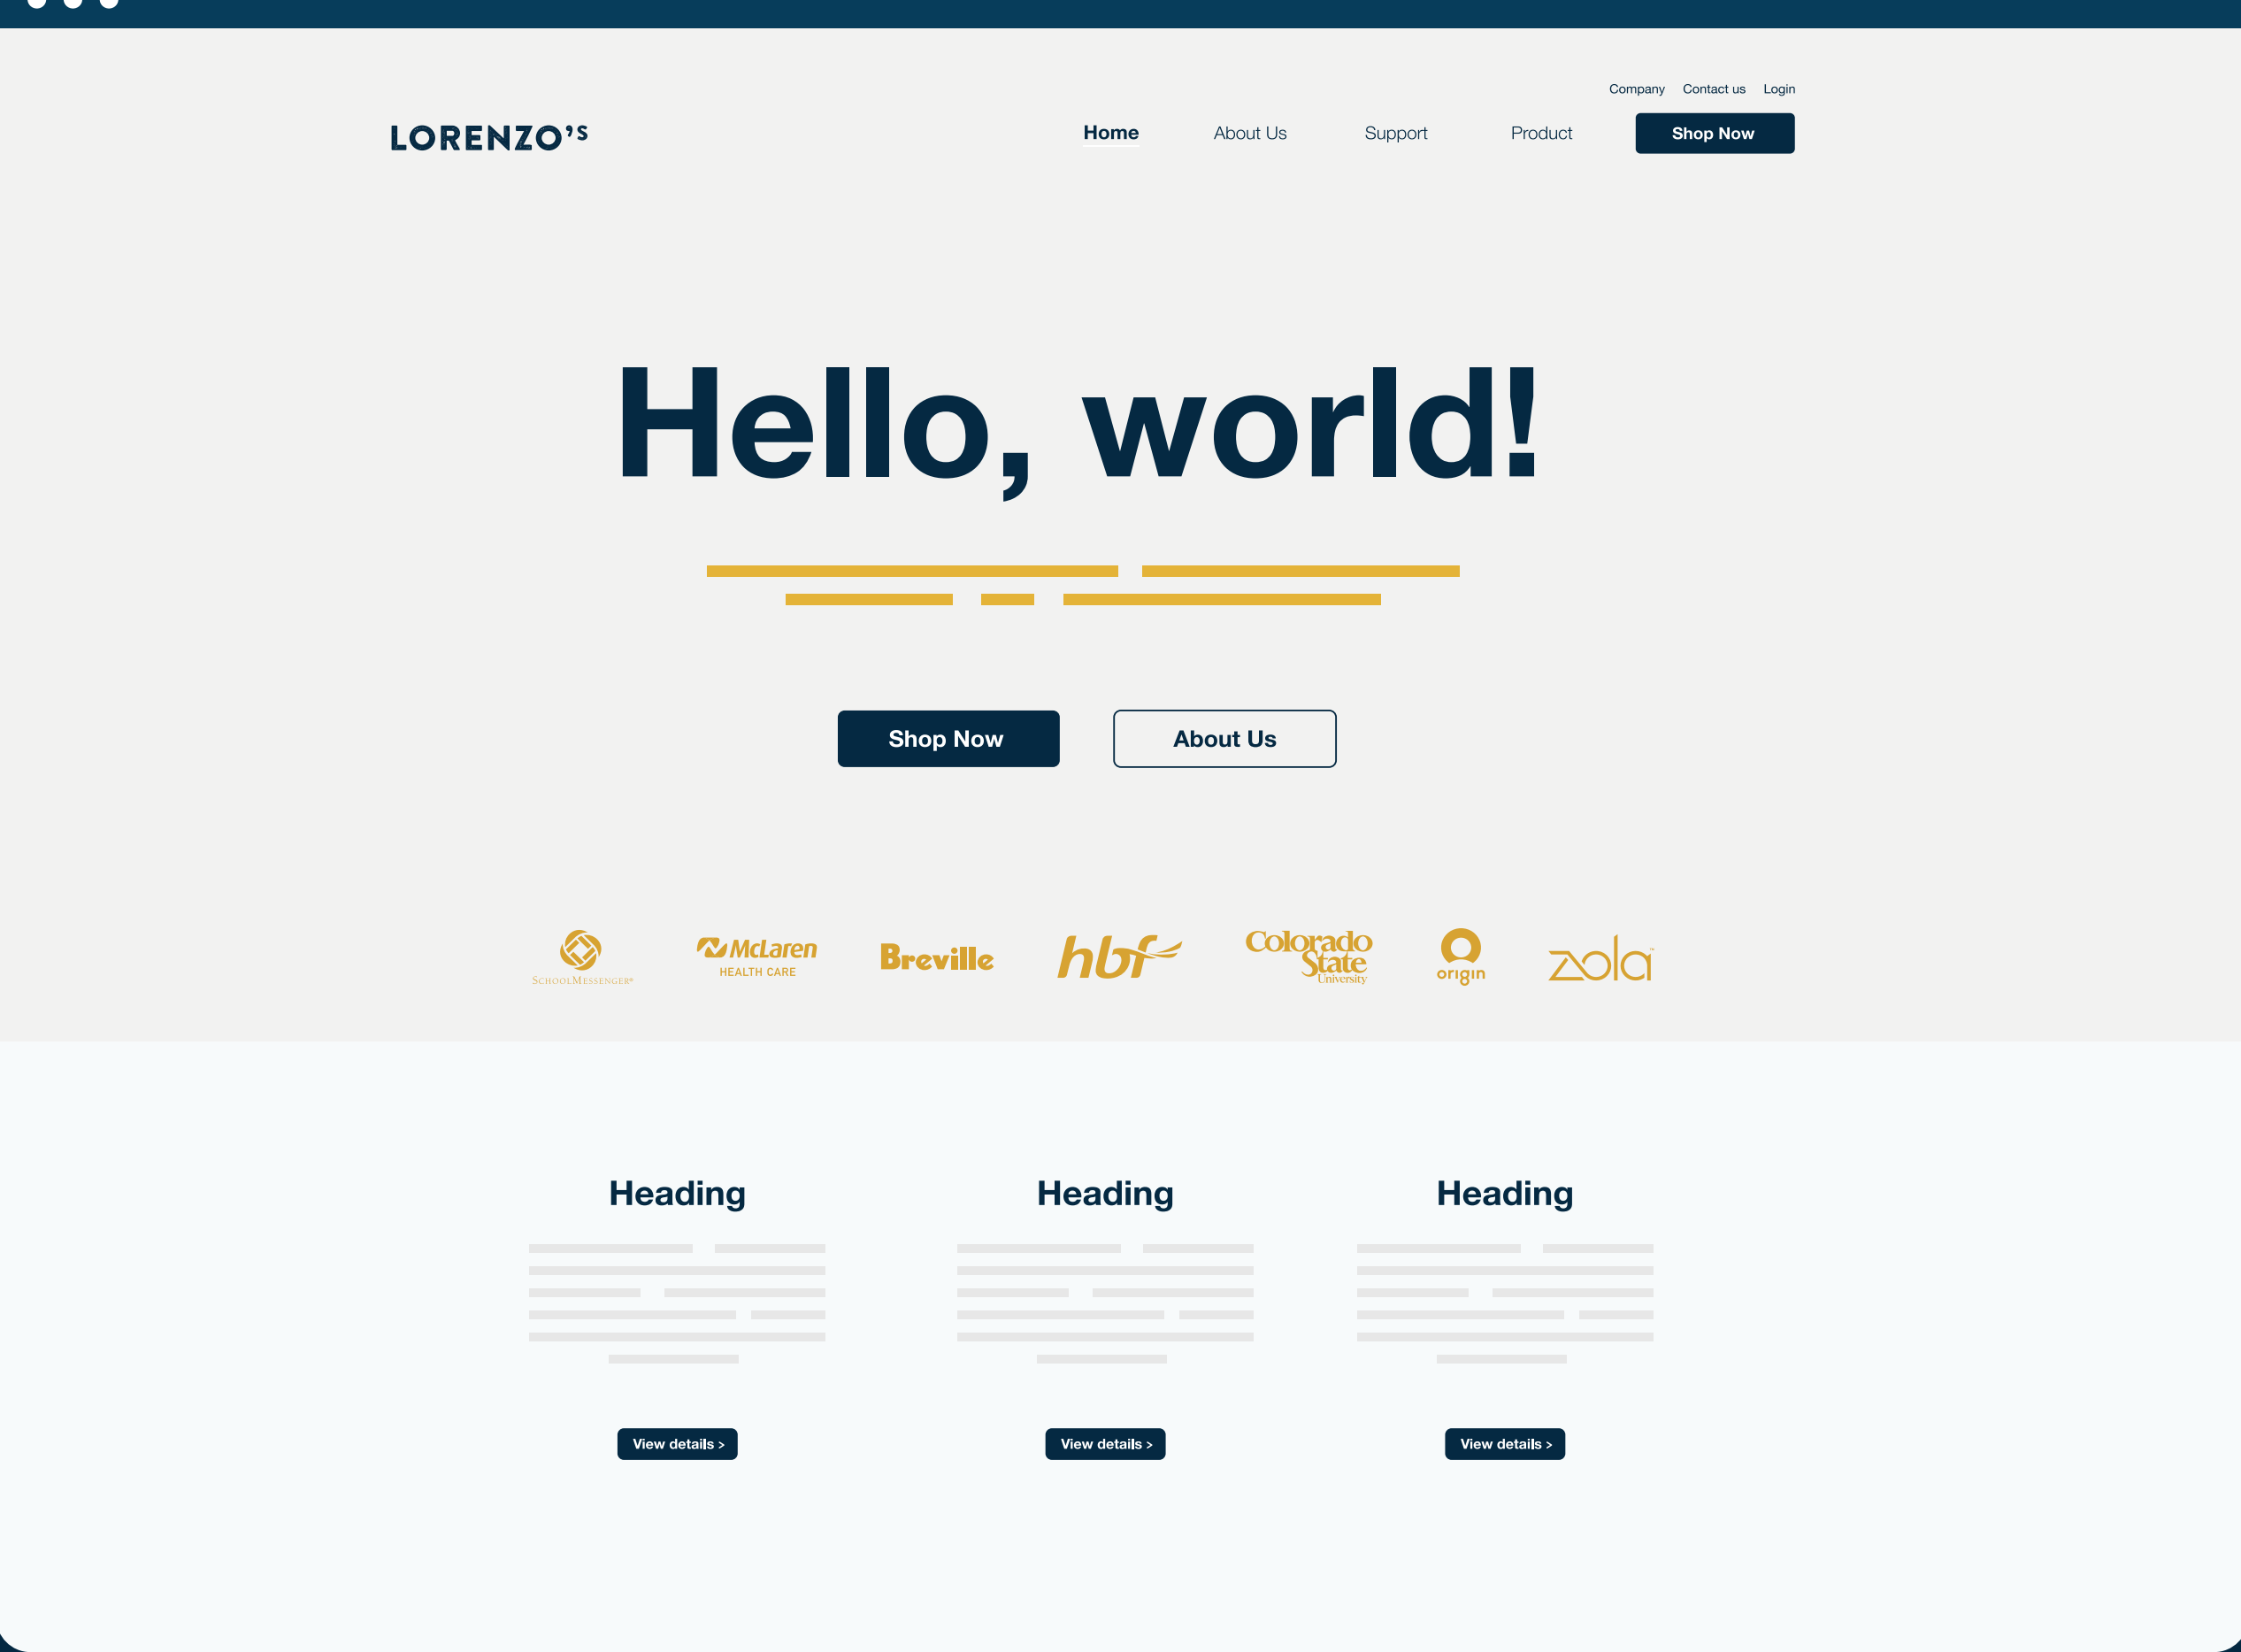 Company Contact us Login
LORENZO'S
Home About Us Support Product Shop Now
Hello, world!
Shop Now About Us
SCHOOLMESSENGER®
McLaren
HEALTH CARE
Breville
hbf
Colorado
State
University
origin
zola™
Heading Heading Heading
View details > View details > View details >